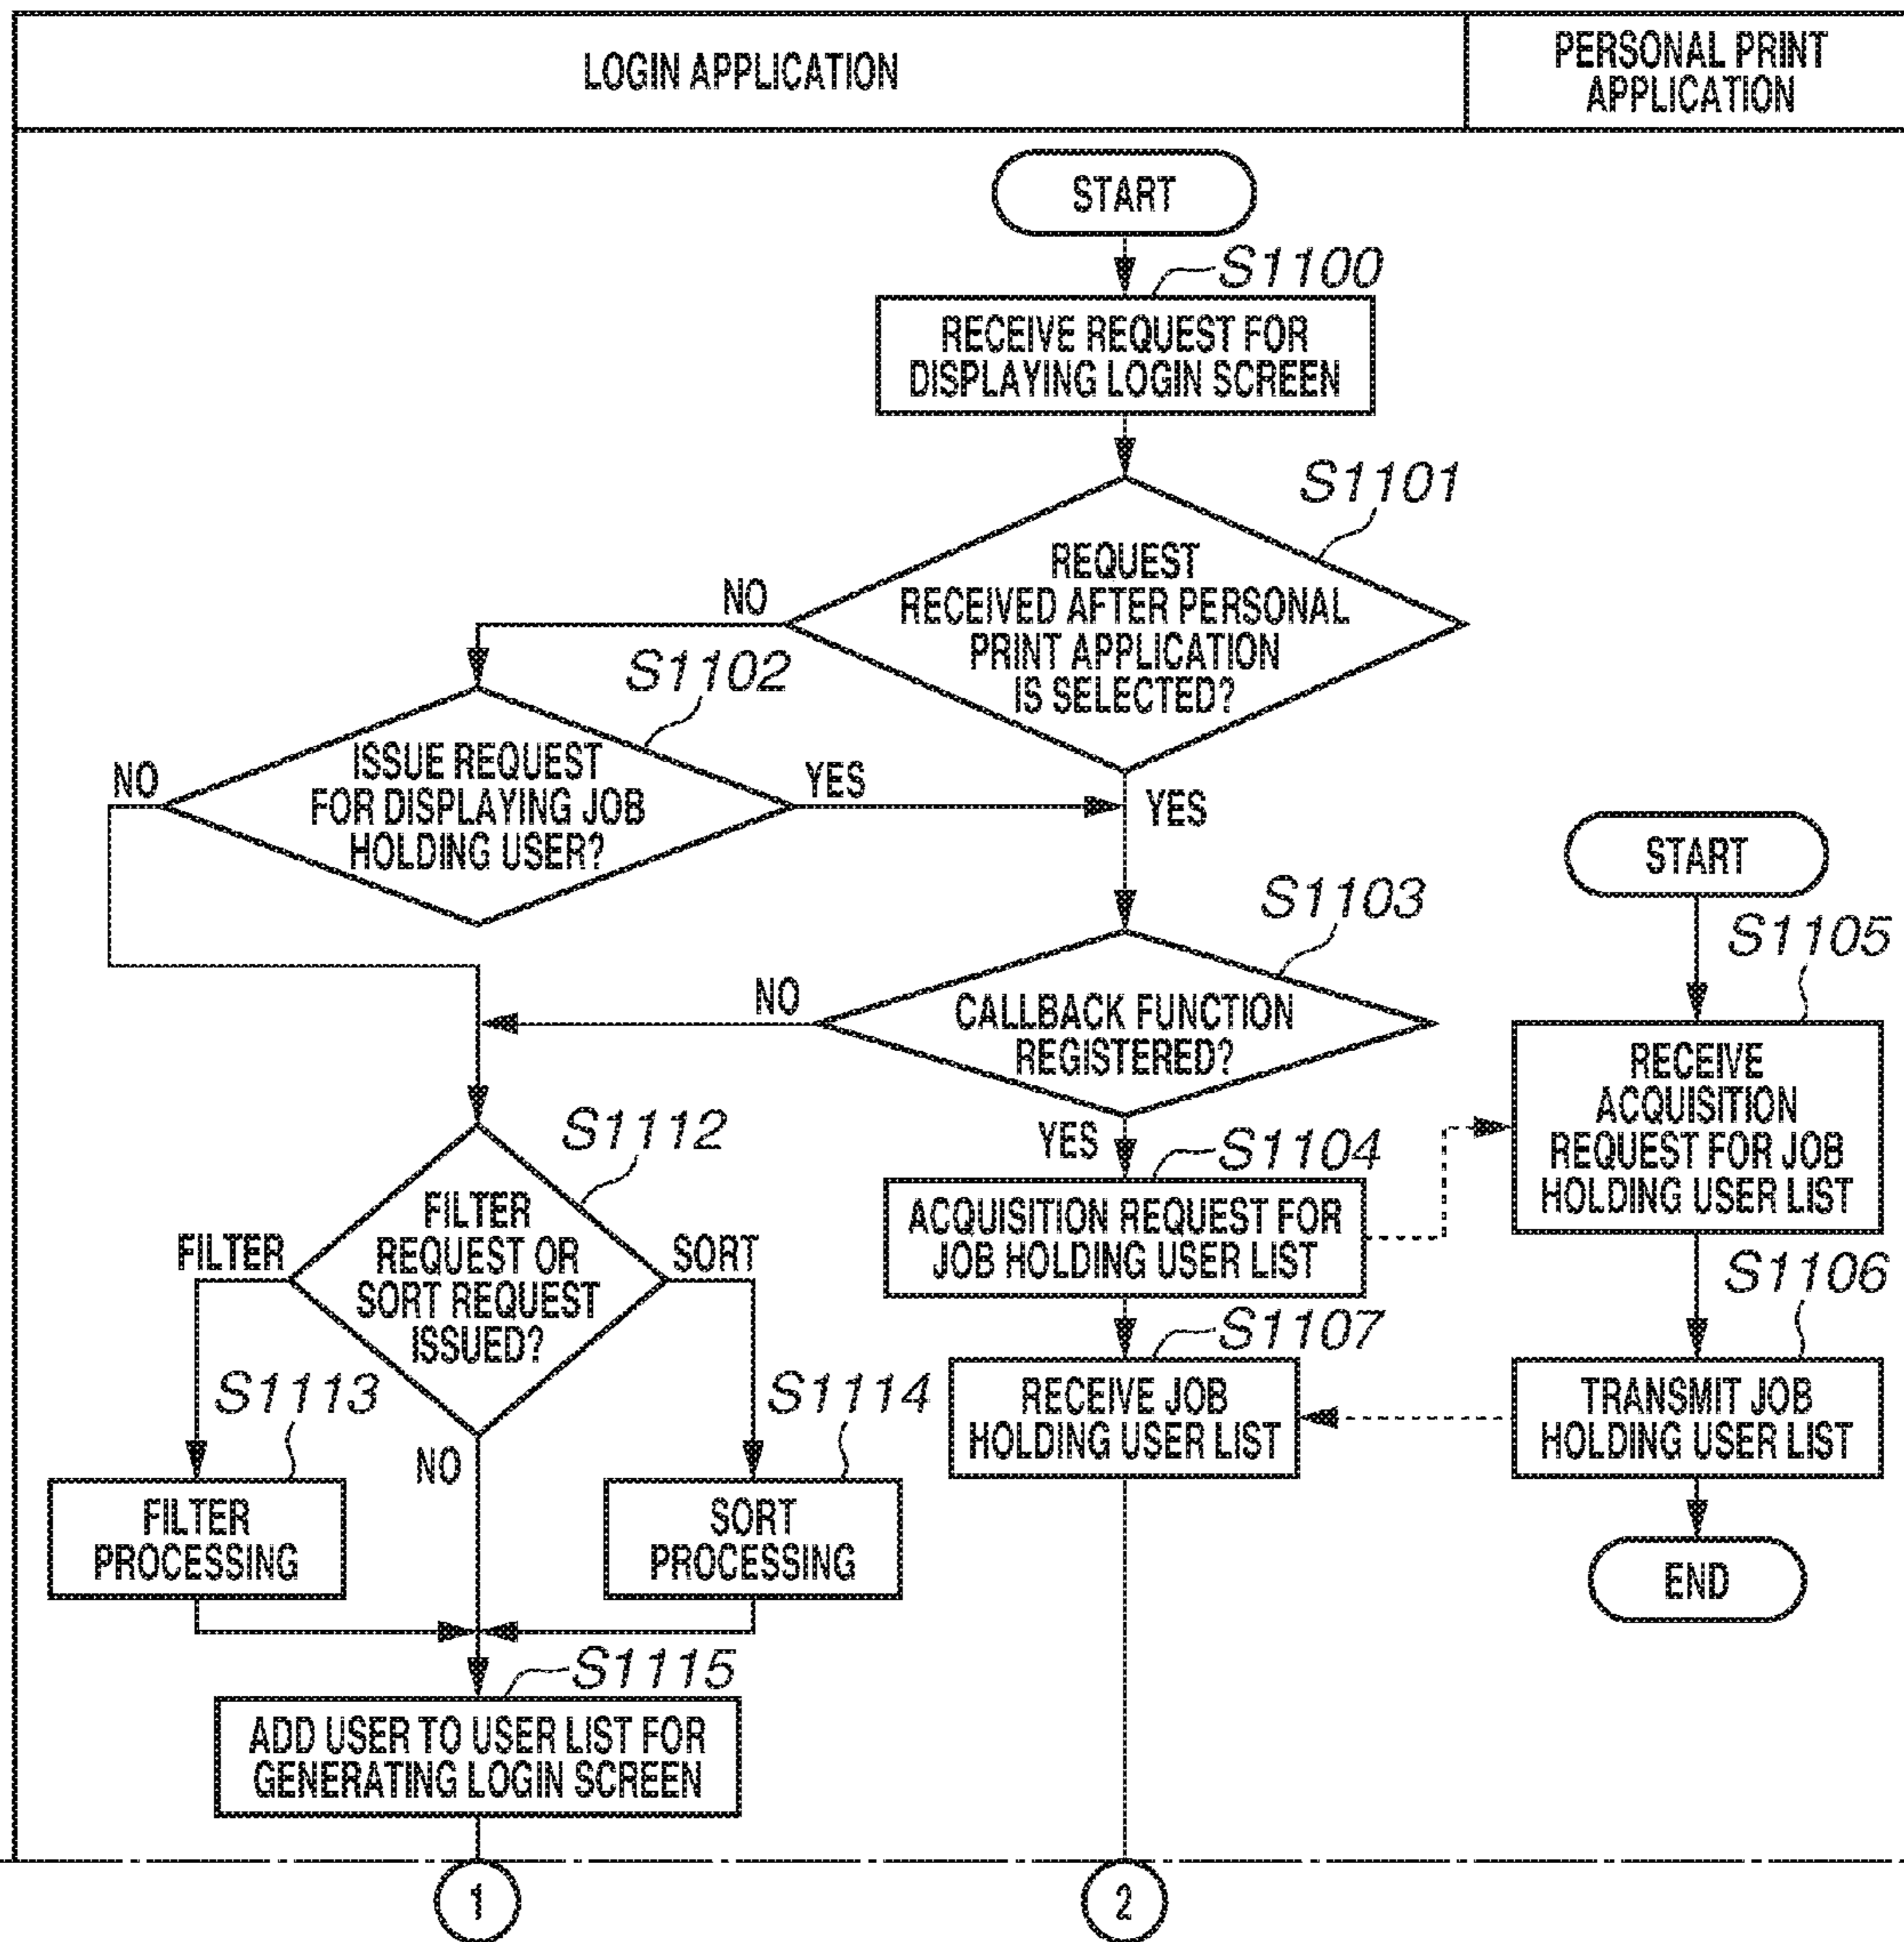 LOGIN APPLICATION
PERSONAL PRINT
APPLICATION
START
S1100
RECEIVE REQUEST FOR
DISPLAYING LOGIN SCREEN
S1101
REQUEST
RECEIVED AFTER PERSONAL
PRINT APPLICATION
IS SELECTED?
NO
YES
S1102
ISSUE REQUEST
FOR DISPLAYING JOB
HOLDING USER?
NO
YES
S1103
CALLBACK FUNCTION
REGISTERED?
NO
YES
START
S1105
RECEIVE
ACQUISITION
REQUEST FOR JOB
HOLDING USER LIST
S1104
ACQUISITION REQUEST FOR
JOB HOLDING USER LIST
S1106
TRANSMIT JOB
HOLDING USER LIST
END
S1107
RECEIVE JOB
HOLDING USER LIST
S1112
FILTER
REQUEST OR
SORT REQUEST
ISSUED?
FILTER
SORT
NO
S1113
FILTER
PROCESSING
S1114
SORT
PROCESSING
S1115
ADD USER TO USER LIST FOR
GENERATING LOGIN SCREEN
1
2